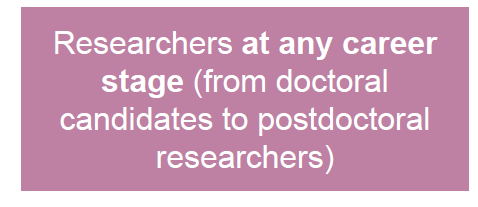 Researchers at any career
stage (from doctoral
candidates to postdoctoral
researchers)